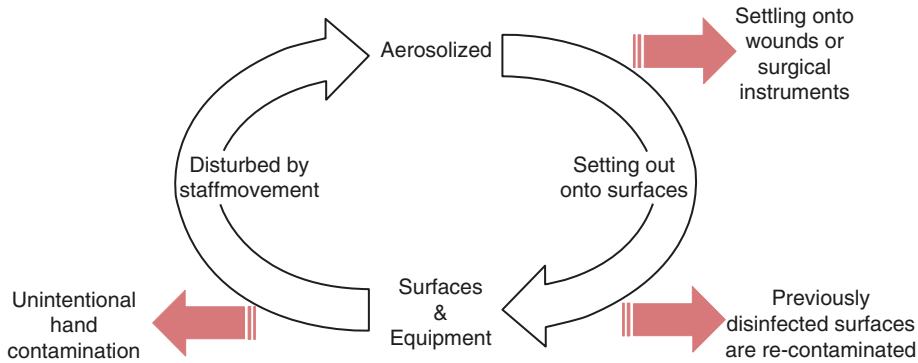 Aerosolized
Settling onto
wounds or
surgical
instruments
Disturbed by
staffmovement
Setting out
onto surfaces
Unintentional
hand
contamination
Surfaces
&
Equipment
Previously
disinfected surfaces
are re-contaminated